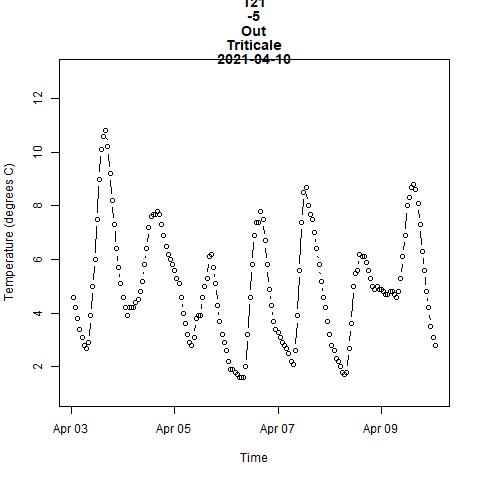 121
-5
Out
Triticale
2021-04-10
Temperature (degrees C)
12
10
8
6
4
2
Apr 03
Apr 05
Apr 07
Apr 09
Time